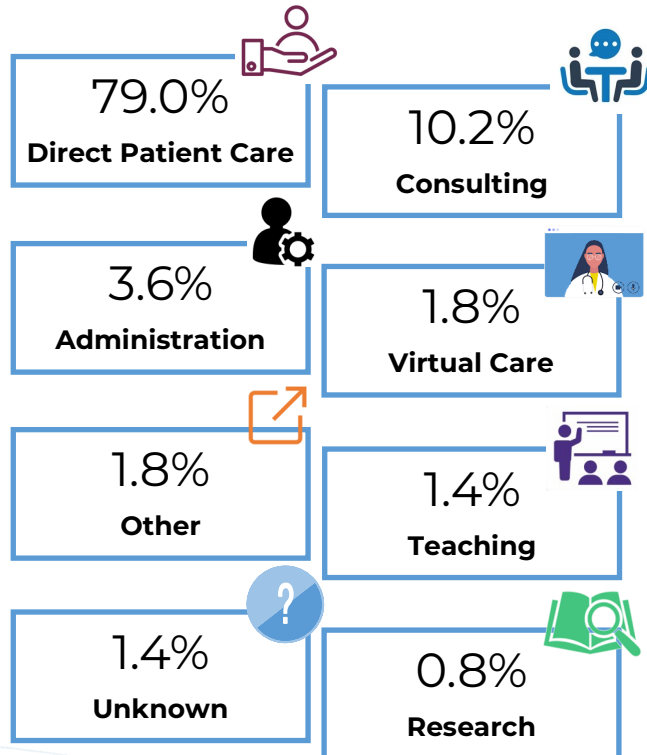 79.0%
Direct Patient Care
10.2%
Consulting
3.6%
Administration
1.8%
Virtual Care
1.8%
Other
1.4%
Teaching
?
1.4%
Unknown
0.8%
Research